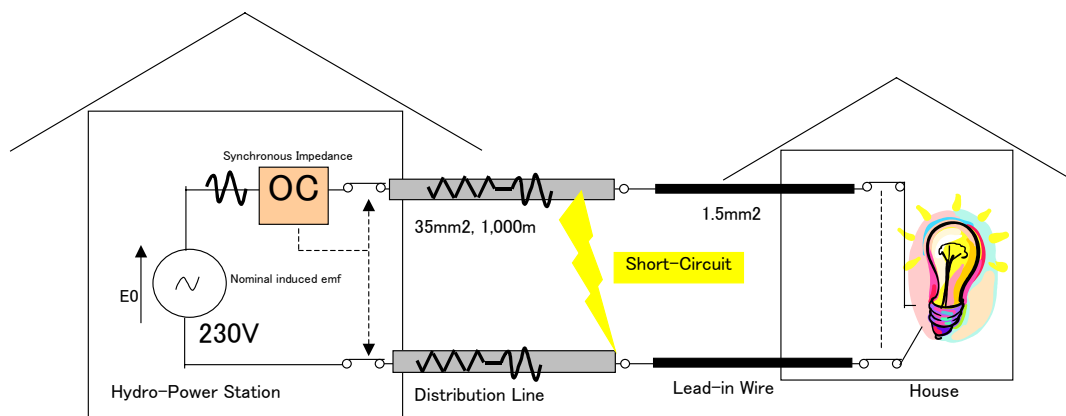 Synchronous Impedance
OC
35mm2, 1,000m
1.5mm2
Short-Circuit
E0
Nominal induced emf
230V
Hydro-Power Station
Distribution Line
Lead-in Wire
House